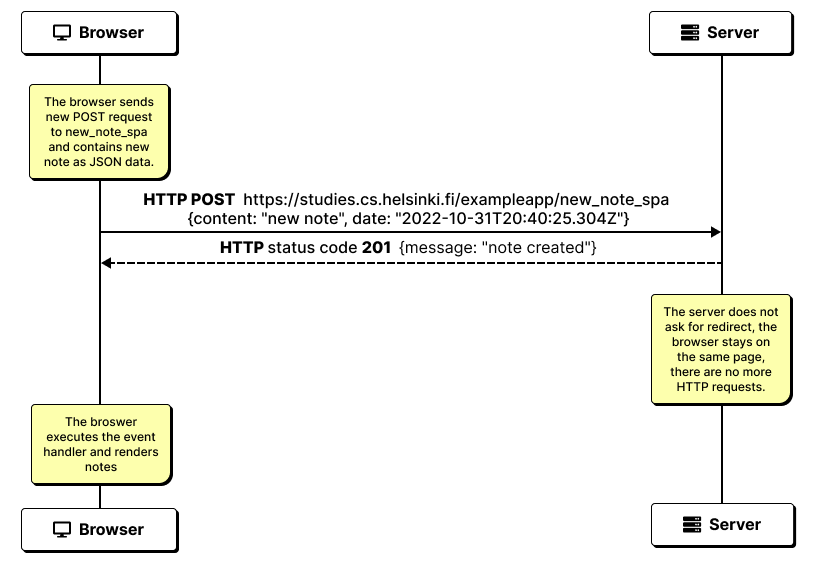 Browser
Server
The browser sends
new POST request
to new_note_spa
and contains new
note as JSON data.
HTTP POST https://studies.cs.helsinki.fi/exampleapp/new_note_spa
{content: "new note", date: "2022-10-31T20:40:25.304Z"}
HTTP status code 201 {message: "note created"}
The server does not
ask for redirect, the
browser stays on
the same page,
there are no more
HTTP requests.
The broswer
executes the event
handler and renders
notes
Browser
Server